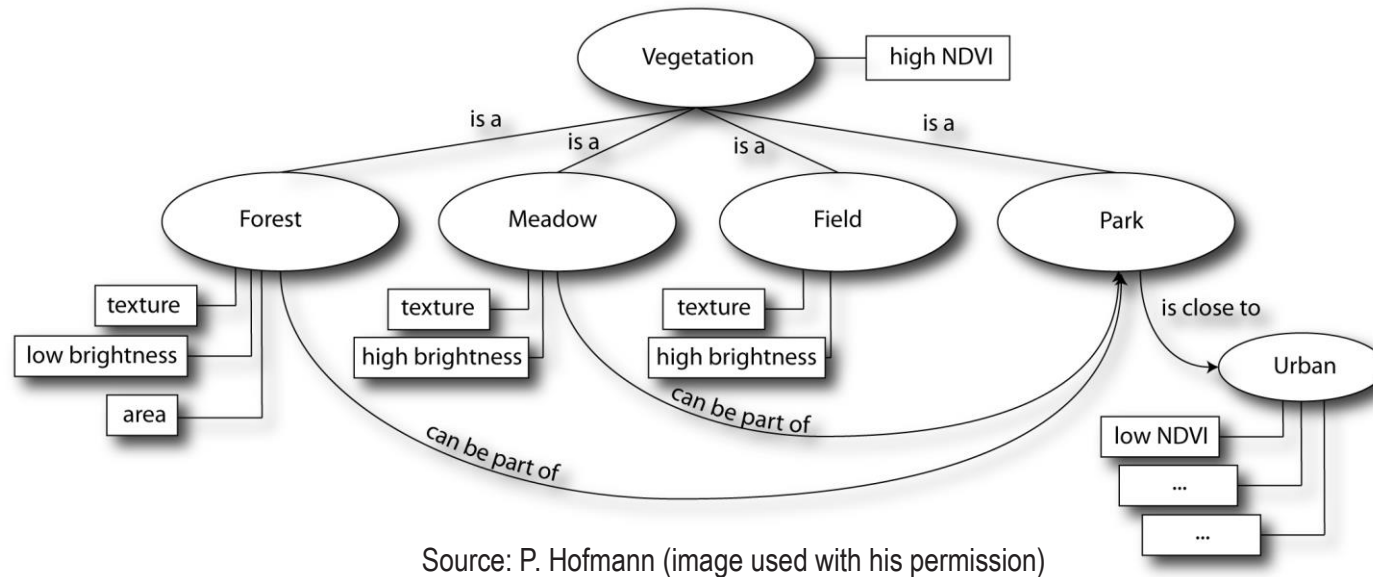 Vegetation
high NDVI
is a
is a
is a
is a
Forest
Meadow
Field
Park
texture
low brightness
area
texture
high brightness
texture
high brightness
is close to
Urban
low NDVI
...
...
can be part of
can be part of
Source: P. Hofmann (image used with his permission)